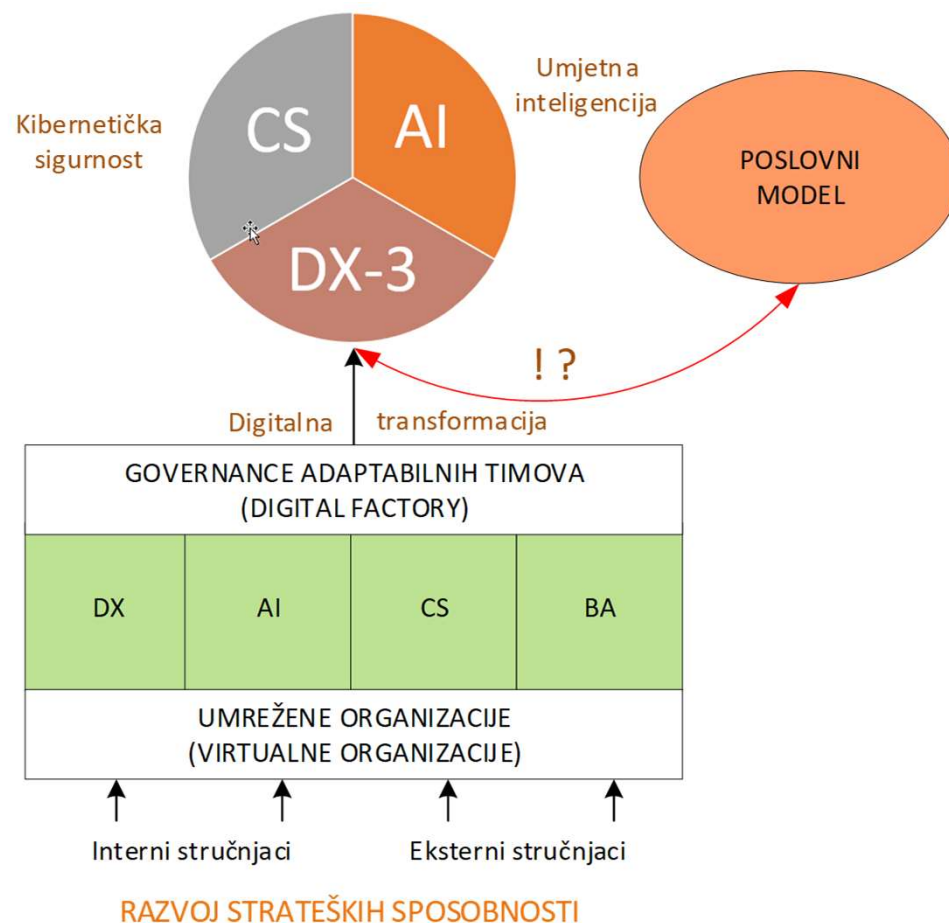 Kibernetička
sigurnost
CS
AI
DX-3
Umjetna
inteligencija
POSLOVNI
MODEL
! ?
Digitalna transformacija
GOVERNANCE ADAPTABILNIH TIMOVA
(DIGITAL FACTORY)
DX
AI
CS
BA
UMREŽENE ORGANIZACIJE
(VIRTUALNE ORGANIZACIJE)
Interni stručnjaci
Eksterni stručnjaci
RAZVOJ STRATEŠKIH SPOSOBNOSTI